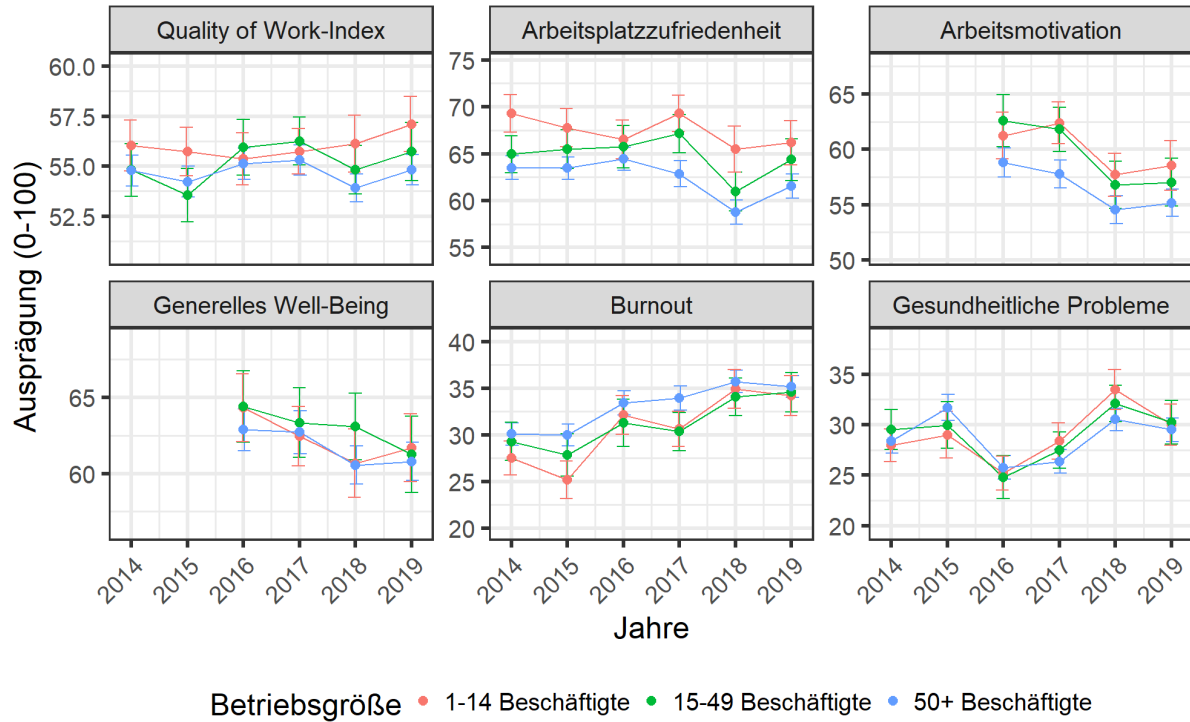 Quality of Work-Index
Arbeitsplatzzufriedenheit
Arbeitsmotivation
60.0
57.5
55.0
52.5
75
70
65
60
55
65
60
55
50
Generelles Well-Being
Burnout
Gesundheitliche Probleme
65
60
40
35
30
25
20
35
30
25
20
Ausprägung (0-100)
2014 2015 2016 2017 2018 2019
2014 2015 2016 2017 2018 2019
2014 2015 2016 2017 2018 2019
Jahre
Betriebsgröße 1-14 Beschäftigte 15-49 Beschäftigte 50+ Beschäftigte